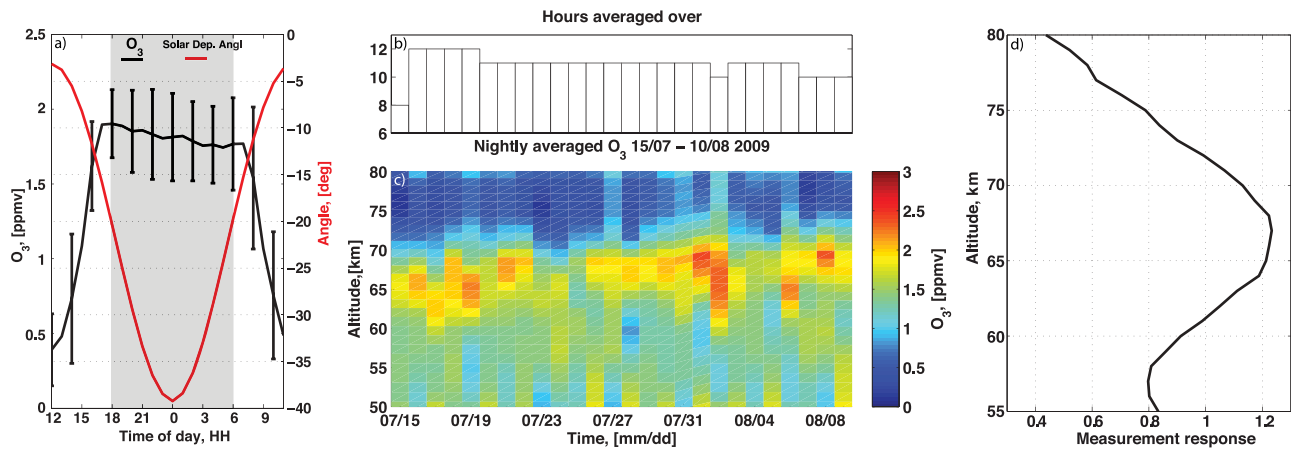 a)
O3
Solar Dep. Angl
O3, [ppmv]
2.5
2
1.5
1
0.5
0
0
−5
−10
−15
−20
−25
−30
−35
−40
Angle, [deg]
12 15 18 21 0 3 6 9
Time of day, HH
Hours averaged over
b)
12
10
8
6
Nightly averaged O3 15/07 − 10/08 2009
c)
Altitude,[km]
80
75
70
65
60
55
50
07/15 07/19 07/23 07/27 07/31 08/04 08/08
Time, [mm/dd]
3
2.5
2
1.5
1
0.5
0
O3, [ppmv]
d)
Altitude, km
80
75
70
65
60
55
0.4 0.6 0.8 1 1.2
Measurement response